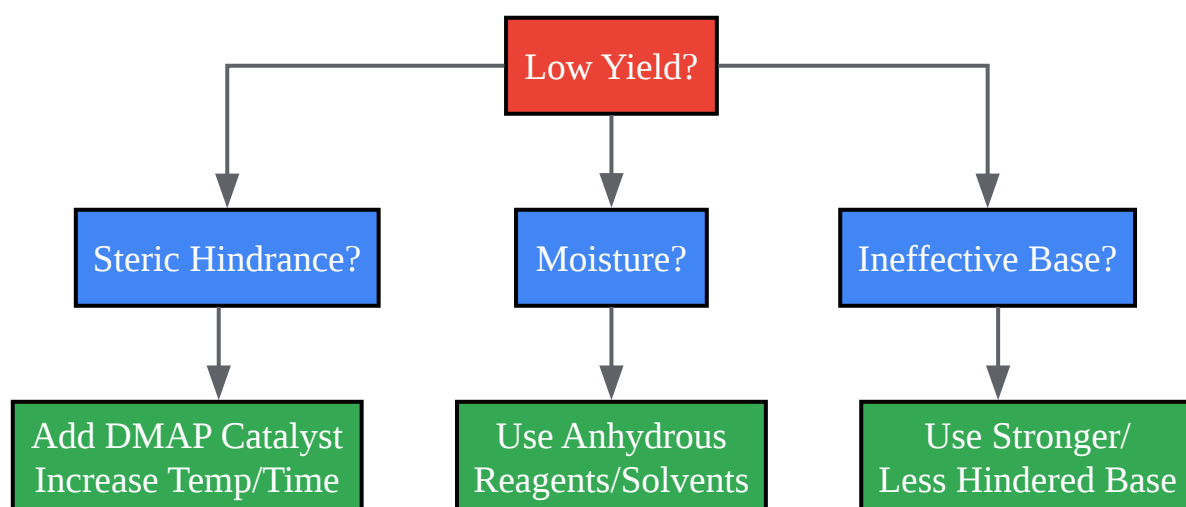 Low Yield?
Steric Hindrance?
Moisture?
Ineffective Base?
Add DMAP Catalyst
Increase Temp/Time
Use Anhydrous
Reagents/Solvents
Use Stronger/
Less Hindered Base